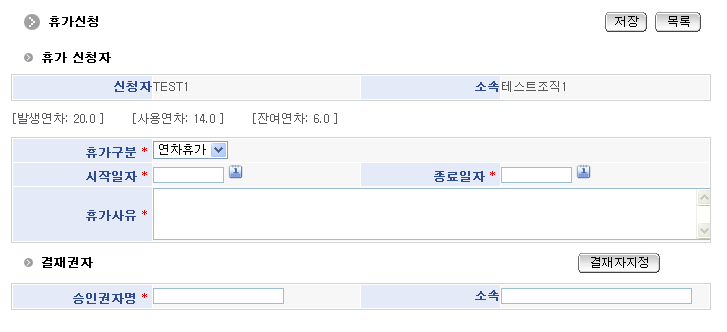 휴가신청 저장 목록
휴가 신청자
신청자 TEST1 소속 테스트조직1
[발생연차: 20.0 ] [사용연차: 14.0 ] [잔여연차: 6.0 ]
휴가구분 * 연차휴가
시작일자 * 종료일자 *
휴가사유 *
결재권자 결재자지정
승인권자명 * 소속